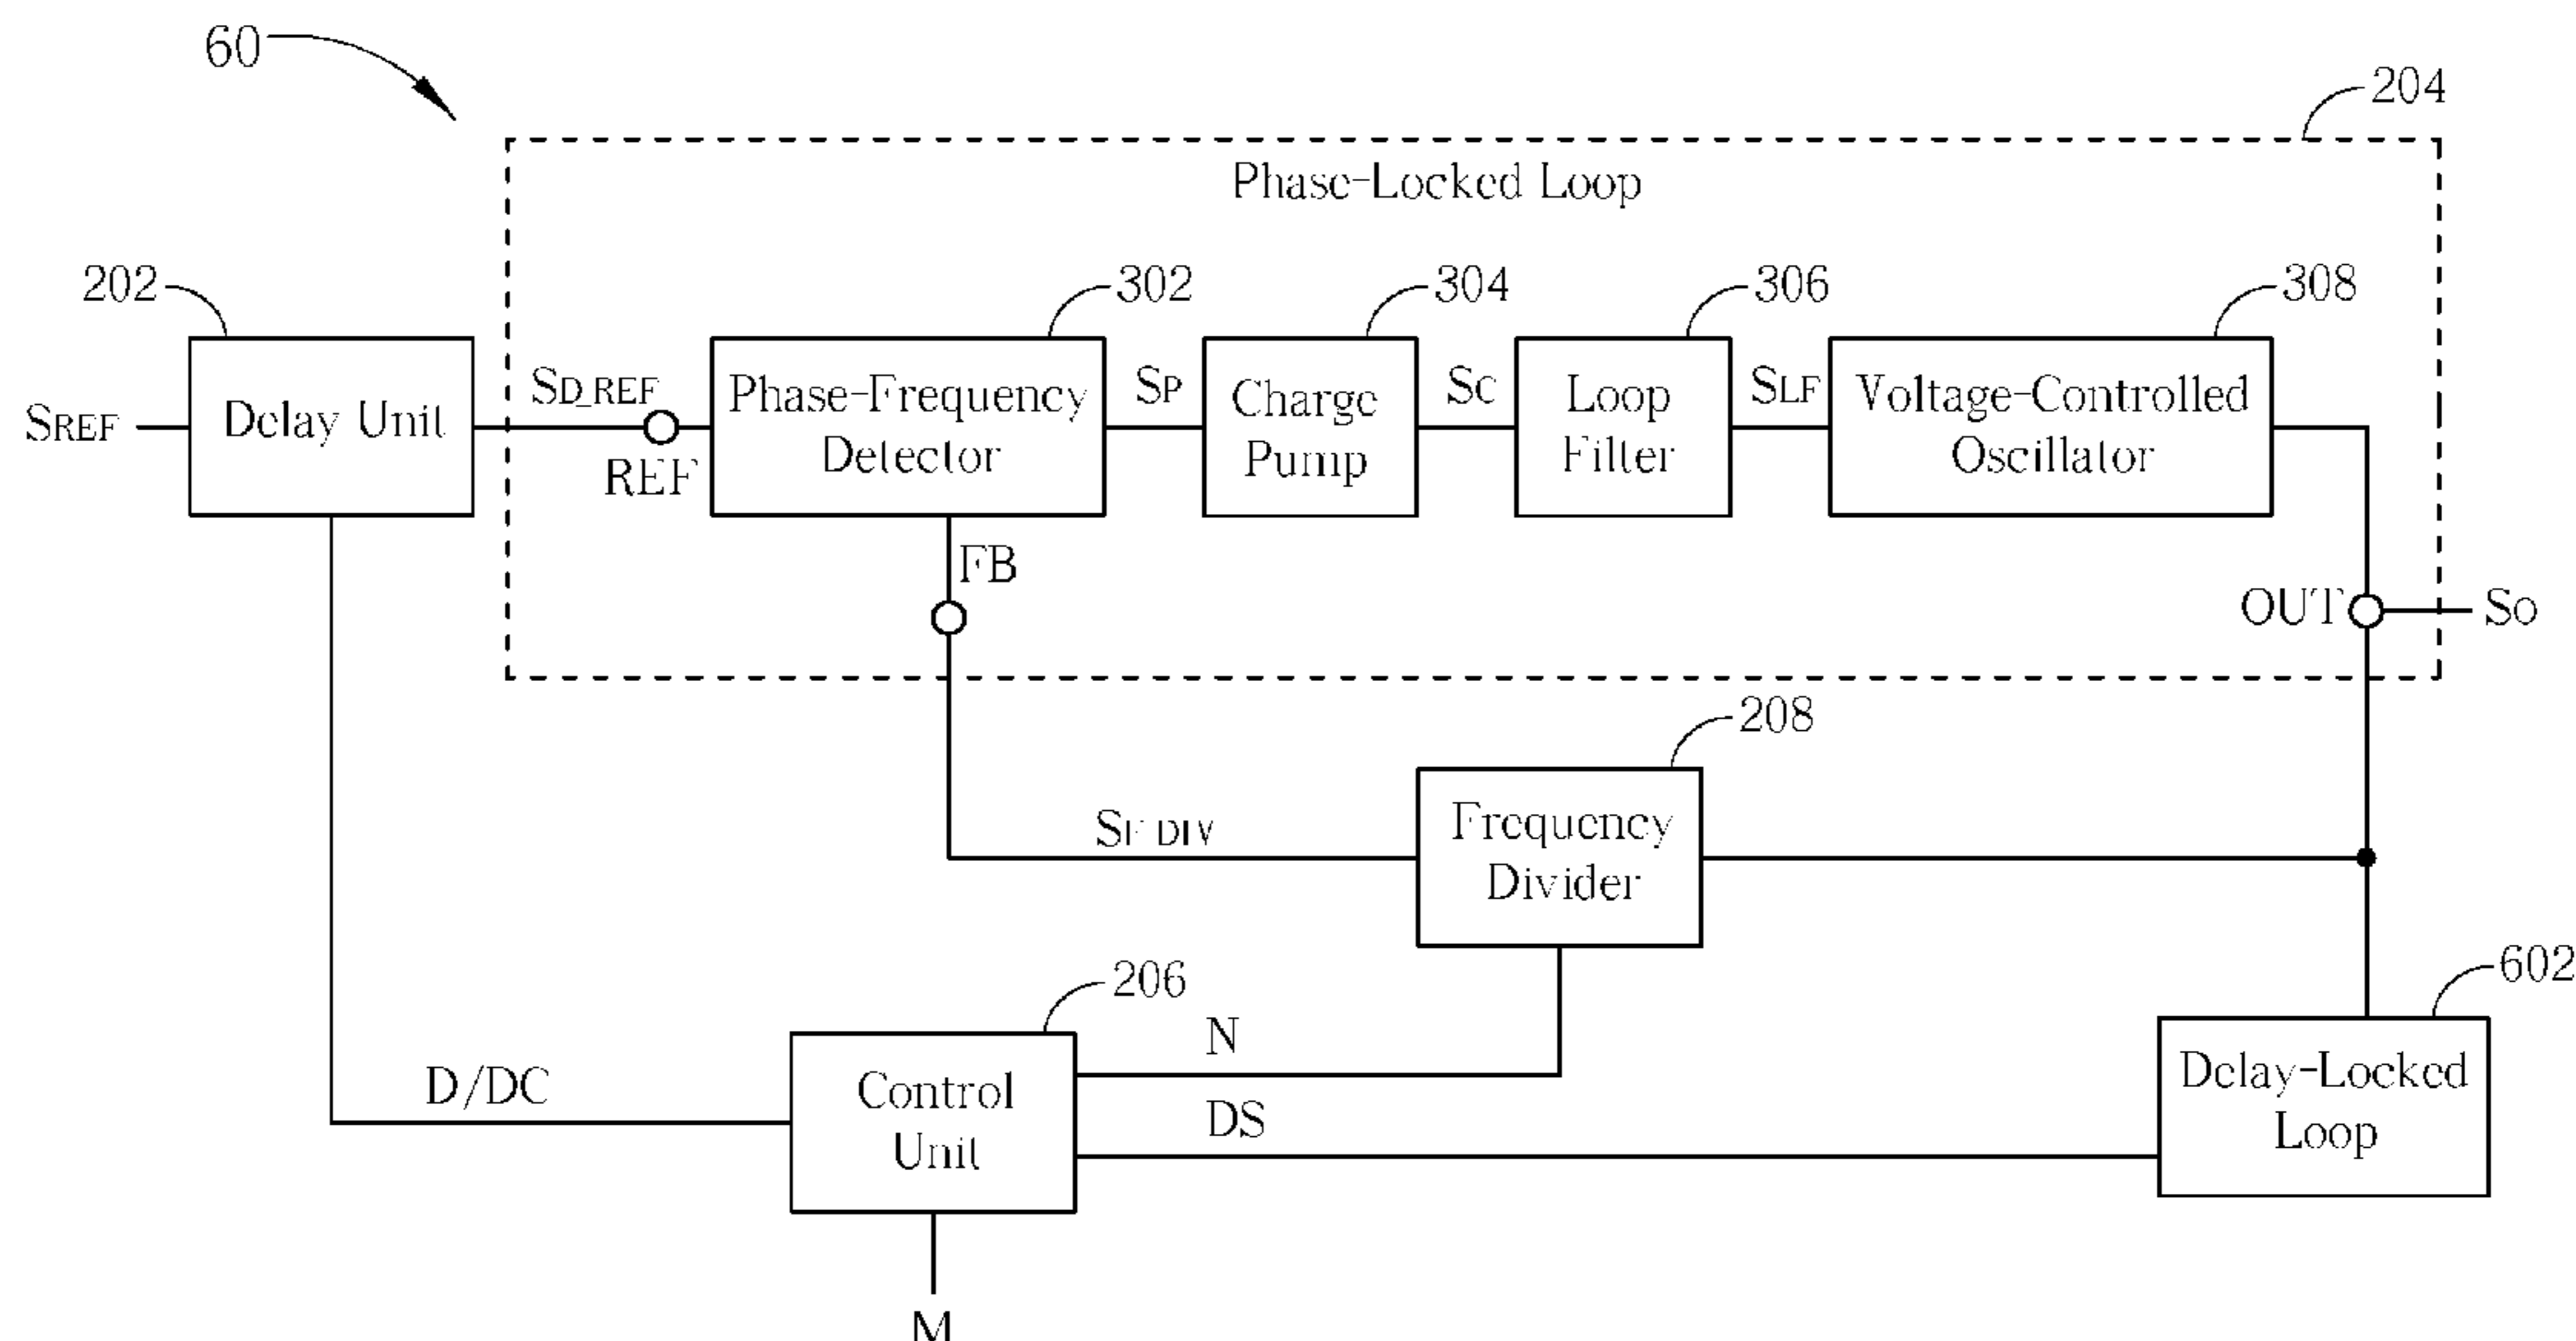 60
204
Phase-Locked Loop
202
302
304
306
308
SREF
Delay Unit
SD_REF
REF
Phase-Frequency
Detector
SP
Charge
Pump
SC
Loop
Filter
SLF
Voltage-Controlled
Oscillator
FB
OUT
SO
208
SF_DIV
Frequency
Divider
206
602
N
D/DC
Control
Unit
DS
Delay-Locked
Loop
M